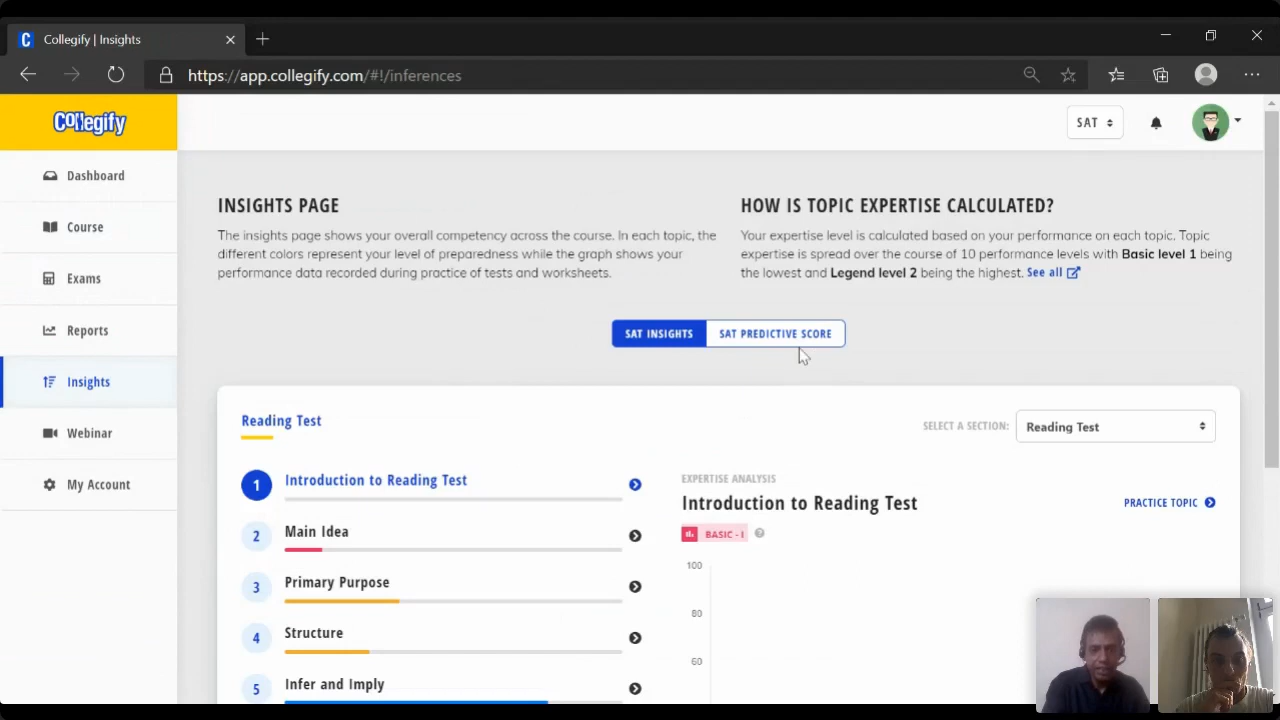 C Collegify | Insights
https://app.collegify.com/#!/inferences
Collegify
SAT
Dashboard
Course
Exams
Reports
Insights
Webinar
My Account
INSIGHTS PAGE
The insights page shows your overall competency across the course. In each topic, the
different colors represent your level of preparedness while the graph shows your
performance data recorded during practice of tests and worksheets.
HOW IS TOPIC EXPERTISE CALCULATED?
Your expertise level is calculated based on your performance on each topic. Topic
expertise is spread over the course of 10 performance levels with Basic level 1 being
the lowest and Legend level 2 being the highest. See all
SAT INSIGHTS SAT PREDICTIVE SCORE
Reading Test
SELECT A SECTION: Reading Test
1 Introduction to Reading Test
2 Main Idea
3 Primary Purpose
4 Structure
5 Infer and Imply
EXPERTISE ANALYSIS
Introduction to Reading Test
PRACTICE TOPIC
BASIC - I
100
80
60